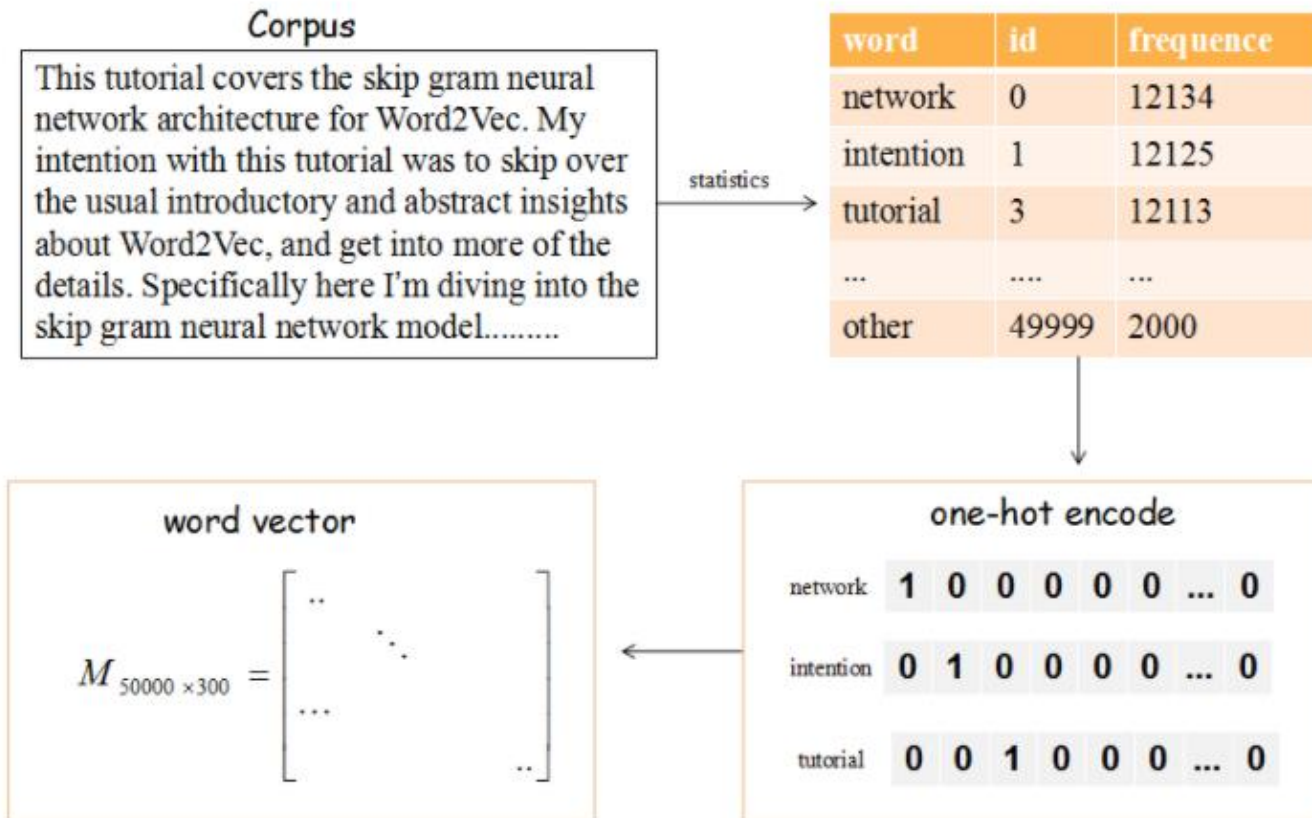 Corpus
This tutorial covers the skip gram neural
network architecture for Word2Vec. My
intention with this tutorial was to skip over
the usual introductory and abstract insights
about Word2Vec, and get into more of the
details. Specifically here I'm diving into the
skip gram neural network model.........
statistics
word id frequence
network 0 12134
intention 1 12125
tutorial 3 12113
... .... ...
other 49999 2000
one-hot encode
network 1 0 0 0 0 0 ... 0
intention 0 1 0 0 0 0 ... 0
tutorial 0 0 1 0 0 0 ... 0
word vector
M 50000 ×300 =